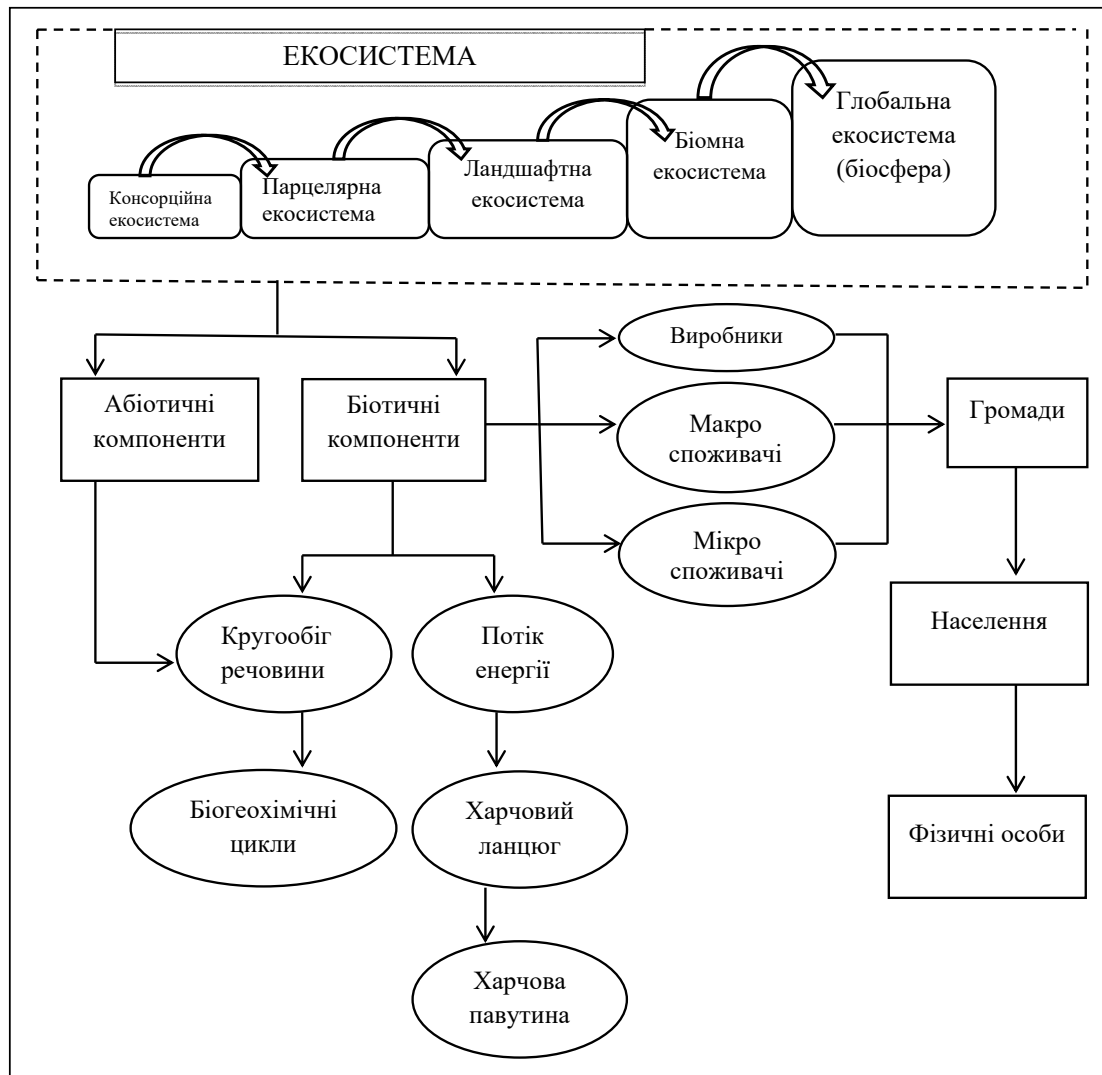 ЕКОСИСТЕМА
Консорційна
екосистема
Парцелярна
екосистема
Ландшафтна
екосистема
Біомна
екосистема
Глобальна
екосистема
(біосфера)
Абіотичні
компоненти
Біотичні
компоненти
Виробники
Макро
споживачі
Мікро
споживачі
Громади
Населення
Фізичні особи
Кругообіг
речовини
Потік
енергії
Біогеохімічні
цикли
Харчовий
ланцюг
Харчова
павутина